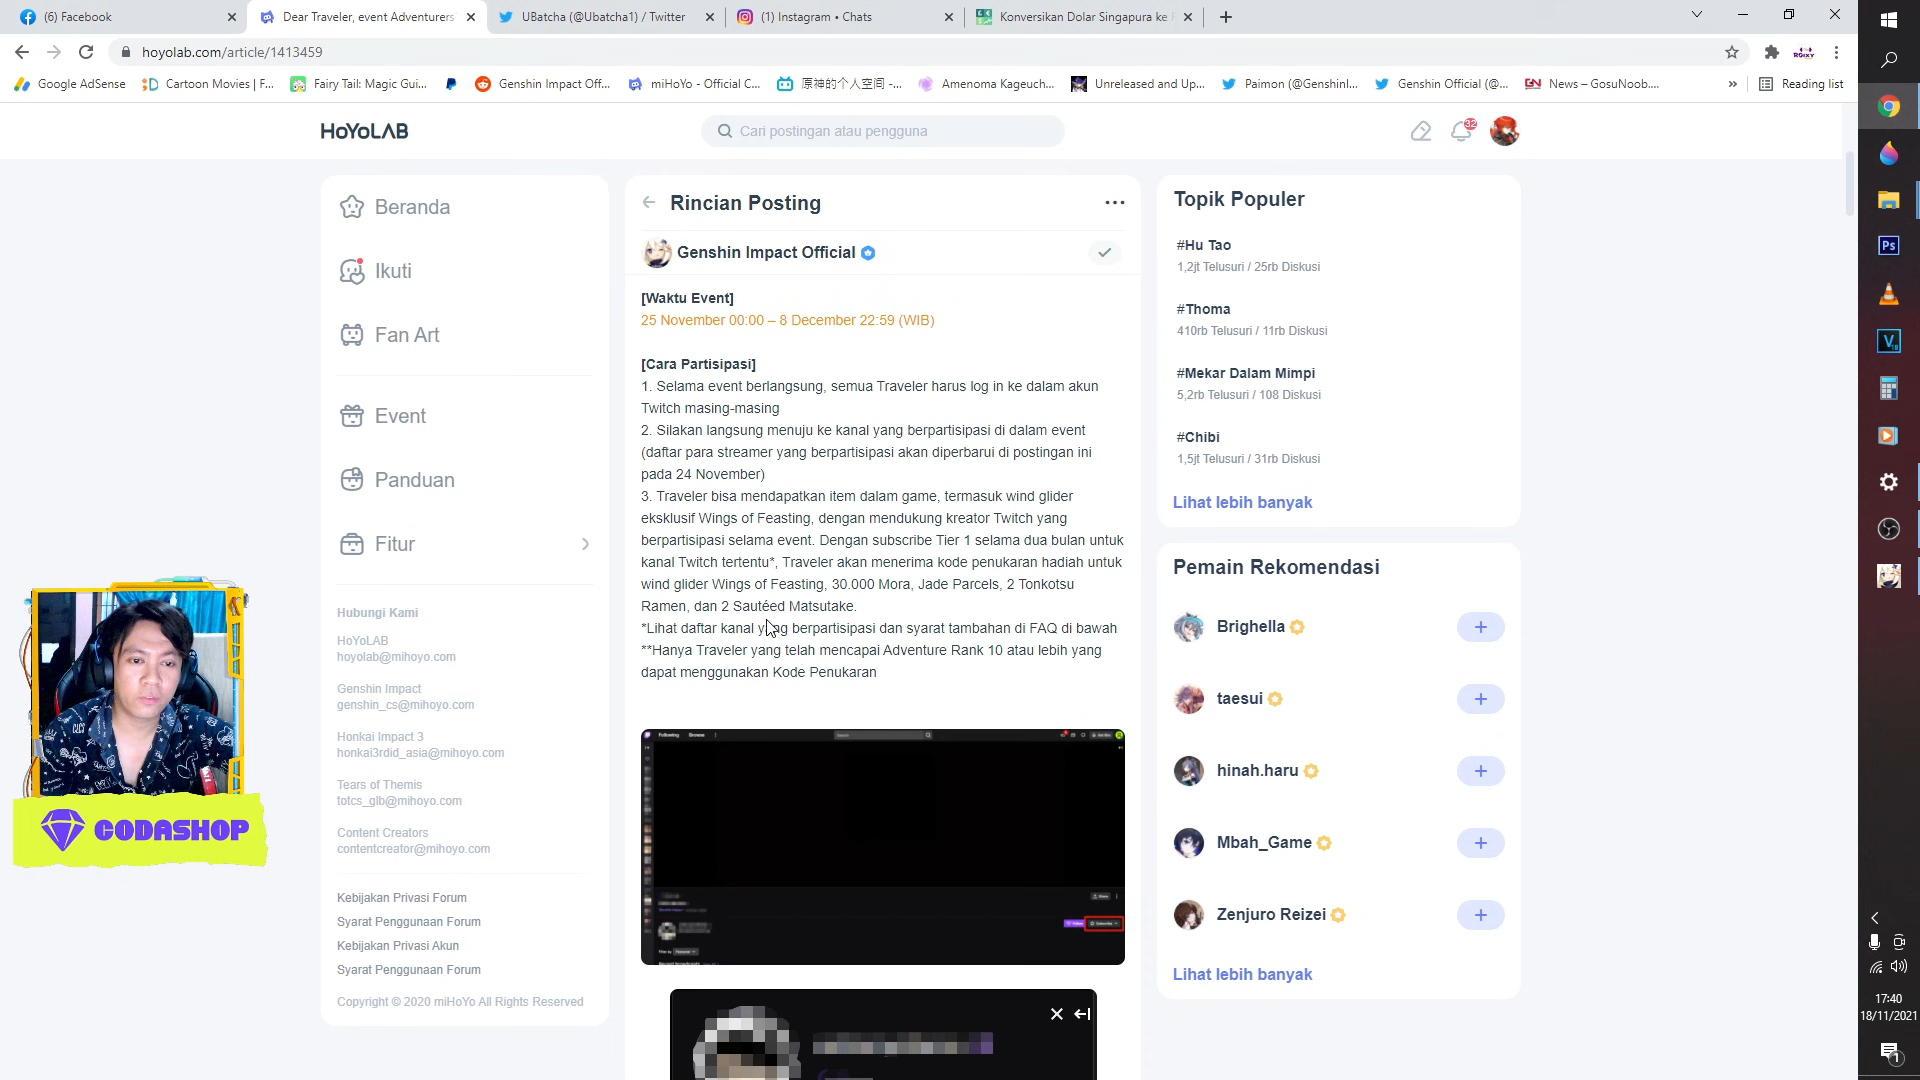 (6) Facebook
Dear Traveler, event Adventurers
UBatcha (@Ubatcha1) / Twitter
(1) Instagram • Chats
Konversikan Dolar Singapura ke
hoyolab.com/article/1413459
Google AdSense
Cartoon Movies | F...
Fairy Tail: Magic Gui...
Genshin Impact Off...
miHoYo - Official C...
原神的个人空间 -...
Amenoma Kageuch...
Unreleased and Up...
Paimon (@Genshinl...
Genshin Official (@...
News – GosuNoob....
»
Reading list
HoYoLAB
Cari postingan atau pengguna
32
Beranda
Ikuti
Fan Art
Event
Panduan
Fitur
Hubungi Kami
HoYoLAB
hoyolab@mihoyo.com
Genshin Impact
genshin_cs@mihoyo.com
Honkai Impact 3
honkai3rdid_asia@mihoyo.com
Tears of Themis
totcs_glb@mihoyo.com
Content Creators
contentcreator@mihoyo.com
Kebijakan Privasi Forum
Syarat Penggunaan Forum
Kebijakan Privasi Akun
Syarat Penggunaan Forum
Copyright © 2020 miHoYo All Rights Reserved
Rincian Posting
Genshin Impact Official
[Waktu Event]
25 November 00:00 – 8 December 22:59 (WIB)
[Cara Partisipasi]
1. Selama event berlangsung, semua Traveler harus log in ke dalam akun
Twitch masing-masing
2. Silakan langsung menuju ke kanal yang berpartisipasi di dalam event
(daftar para streamer yang berpartisipasi akan diperbarui di postingan ini
pada 24 November)
3. Traveler bisa mendapatkan item dalam game, termasuk wind glider
eksklusif Wings of Feasting, dengan mendukung kreator Twitch yang
berpartisipasi selama event. Dengan subscribe Tier 1 selama dua bulan untuk
kanal Twitch tertentu*, Traveler akan menerima kode penukaran hadiah untuk
wind glider Wings of Feasting, 30.000 Mora, Jade Parcels, 2 Tonkotsu
Ramen, dan 2 Sautéed Matsutake.
*Lihat daftar kanal yang berpartisipasi dan syarat tambahan di FAQ di bawah
**Hanya Traveler yang telah mencapai Adventure Rank 10 atau lebih yang
dapat menggunakan Kode Penukaran
Following
Browse
Search
Topik Populer
#Hu Tao
1,2jt Telusuri / 25rb Diskusi
#Thoma
410rb Telusuri / 11rb Diskusi
#Mekar Dalam Mimpi
5,2rb Telusuri / 108 Diskusi
#Chibi
1,5jt Telusuri / 31rb Diskusi
Lihat lebih banyak
Pemain Rekomendasi
Brighella
taesui
hinah.haru
Mbah_Game
Zenjuro Reizei
Lihat lebih banyak
CODASHOP
Ps
17:40
18/11/2021
1